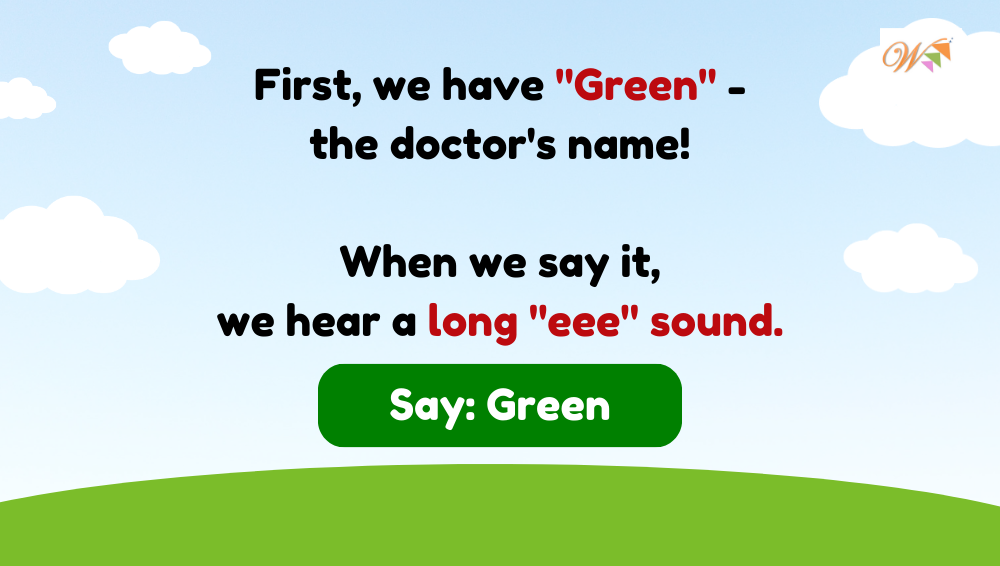 First, we have "Green" -
the doctor's name!
When we say it,
we hear a long "eee" sound.
Say: Green
W